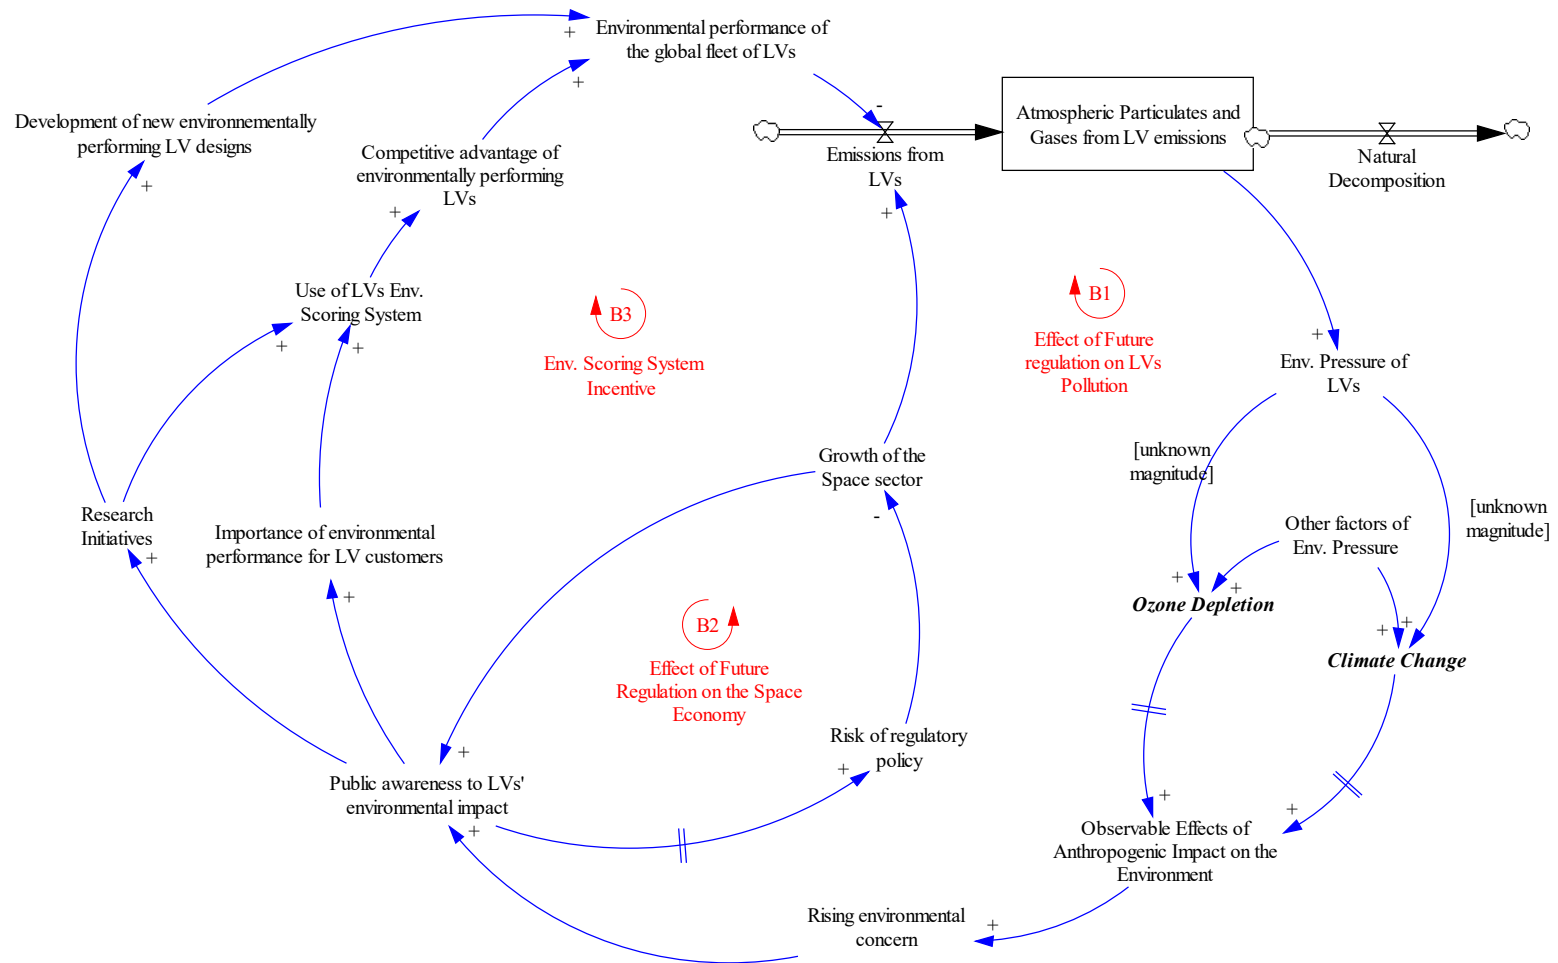 Environmental performance of
the global fleet of LVs
+
+
-
Development of new environnementally
performing LV designs
+
Competitive advantage of
environmentally performing
LVs
+
Emissions from
LVs
+
Atmospheric Particulates and
Gases from LV emissions
Natural
Decomposition
Use of LVs Env.
Scoring System
+
+
B3
Env. Scoring System
Incentive
B1
Effect of Future
regulation on LVs
Pollution
+
Env. Pressure of
LVs
[unknown
magnitude]
[unknown
magnitude]
Growth of the
Space sector
-
Research
Initiatives
+
Importance of environmental
performance for LV customers
+
Other factors of
Env. Pressure
+
+
Ozone Depletion
+
+
Climate Change
B2
Effect of Future
Regulation on the Space
Economy
Risk of regulatory
policy
+
+
Public awareness to LVs'
environmental impact
+
+
+
Observable Effects of
Anthropogenic Impact on the
Environment
Rising environmental
concern
+